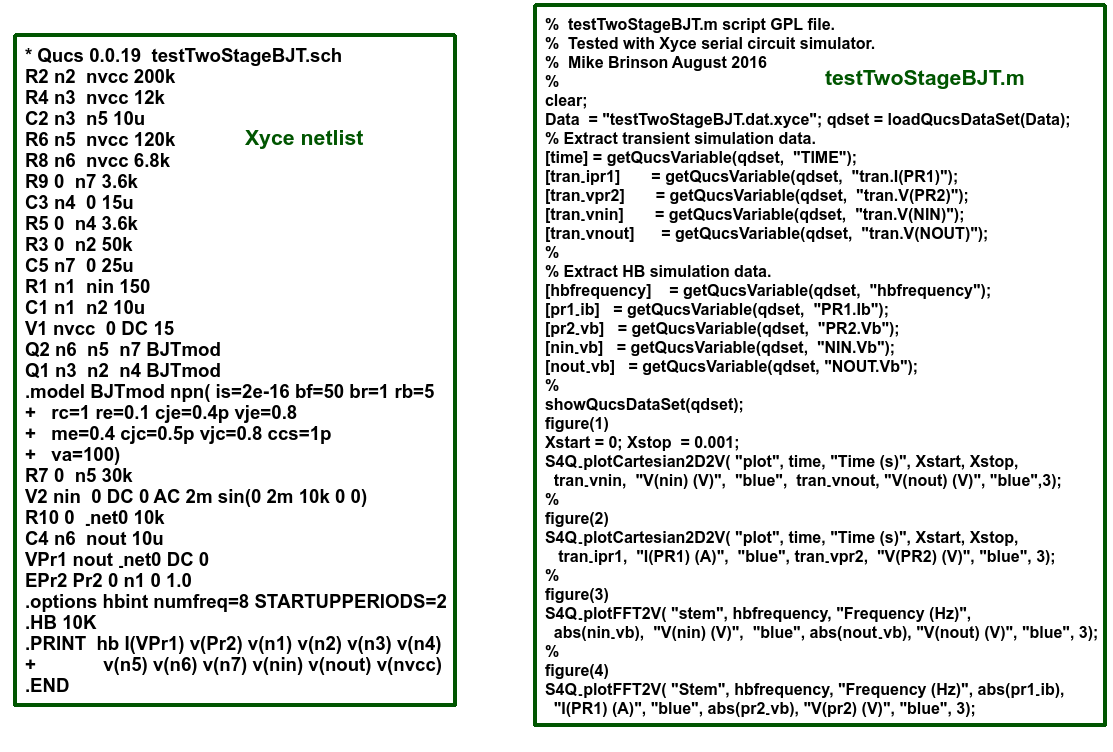 * Qucs 0.0.19  testTwoStageBJT.sch
R2 n2  nvcc 200k
R4 n3  nvcc 12k
C2 n3  n5 10u
R6 n5  nvcc 120k
Xyce netlist
R8 n6  nvcc 6.8k
R9 0  n7 3.6k
C3 n4  0 15u
R5 0  n4 3.6k
R3 0  n2 50k
C5 n7  0 25u
R1 n1  nin 150
C1 n1  n2 10u
V1 nvcc  0 DC 15
Q2 n6  n5  n7 BJTmod
Q1 n3  n2  n4 BJTmod
.model BJTmod npn( is=2e-16 bf=50 br=1 rb=5
+   rc=1 re=0.1 cje=0.4p vje=0.8
+   me=0.4 cjc=0.5p vjc=0.8 ccs=1p
+   va=100)
R7 0  n5 30k
V2 nin  0 DC 0 AC 2m sin(0 2m 10k 0 0)
R10 0  _net0 10k
C4 n6  nout 10u
VPr1 nout _net0 DC 0
EPr2 Pr2 0 n1 0 1.0
.options hbint numfreq=8 STARTUPPERIODS=2
.HB 10K
.PRINT  hb I(VPr1) v(Pr2) v(n1) v(n2) v(n3) v(n4)
+            v(n5) v(n6) v(n7) v(nin) v(nout) v(nvcc)
.END
%  testTwoStageBJT.m script GPL file.
%  Tested with Xyce serial circuit simulator.
%  Mike Brinson August 2016
testTwoStageBJT.m
%
clear;
Data  = "testTwoStageBJT.dat.xyce"; qdset = loadQucsDataSet(Data);
% Extract transient simulation data.
[time] = getQucsVariable(qdset,  "TIME");
[tran_ipr1]       = getQucsVariable(qdset,  "tran.I(PR1)");
[tran_vpr2]       = getQucsVariable(qdset,  "tran.V(PR2)");
[tran_vnin]       = getQucsVariable(qdset,  "tran.V(NIN)");
[tran_vnout]      = getQucsVariable(qdset,  "tran.V(NOUT)");
%
% Extract HB simulation data.
[hbfrequency]    = getQucsVariable(qdset,  "hbfrequency");
[pr1_ib]   = getQucsVariable(qdset,  "PR1.Ib");
[pr2_vb]   = getQucsVariable(qdset,  "PR2.Vb");
[nin_vb]   = getQucsVariable(qdset,  "NIN.Vb");
[nout_vb]   = getQucsVariable(qdset, "NOUT.Vb");
%
showQucsDataSet(qdset);
figure(1)
Xstart = 0; Xstop  = 0.001;
S4Q_plotCartesian2D2V( "plot", time, "Time (s)", Xstart, Xstop,
  tran_vnin,  "V(nin) (V)",  "blue",  tran_vnout, "V(nout) (V)", "blue",3);
%
figure(2)
S4Q_plotCartesian2D2V( "plot", time, "Time (s)", Xstart, Xstop,
   tran_ipr1,  "I(PR1) (A)",  "blue", tran_vpr2,  "V(PR2) (V)", "blue", 3);
%
figure(3)
S4Q_plotFFT2V( "stem", hbfrequency, "Frequency (Hz)",
  abs(nin_vb),  "V(nin) (V)",  "blue", abs(nout_vb), "V(nout) (V)", "blue", 3);
%
figure(4)
S4Q_plotFFT2V( "Stem", hbfrequency, "Frequency (Hz)", abs(pr1_ib),
  "I(PR1) (A)", "blue", abs(pr2_vb), "V(pr2) (V)", "blue", 3);